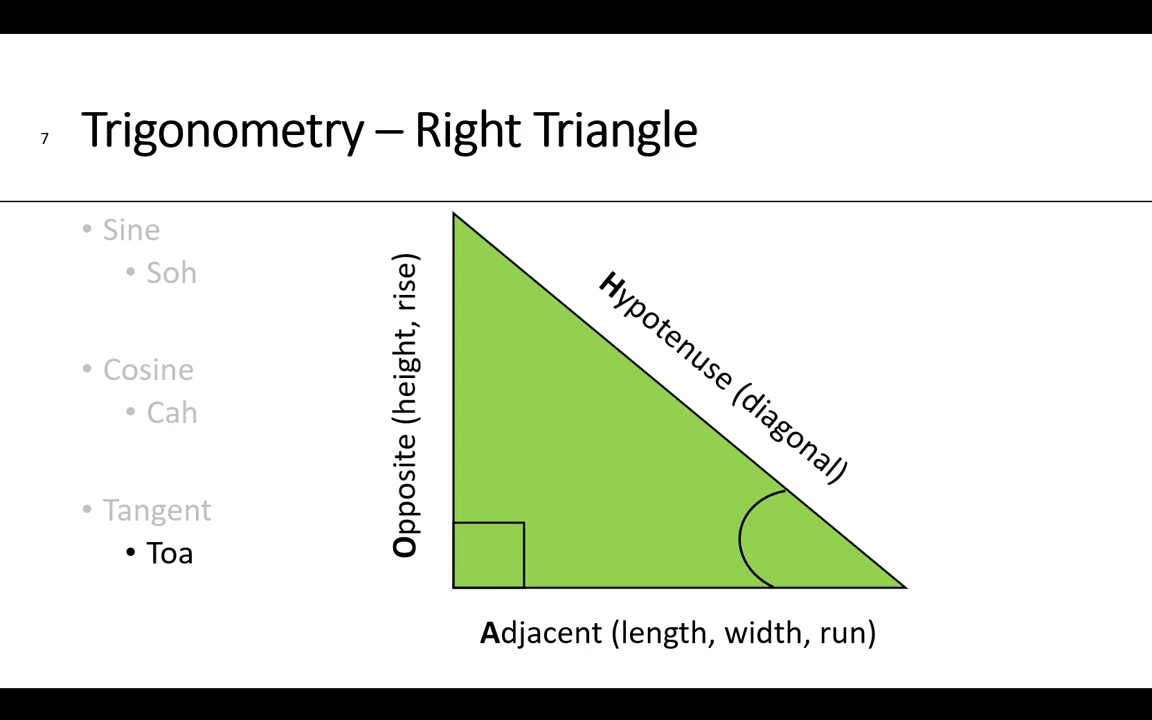 7
Trigonometry – Right Triangle
• Sine
• Soh
• Cosine
• Cah
• Tangent
• Toa
Opposite (height, rise)
Hypotenuse (diagonal)
Adjacent (length, width, run)